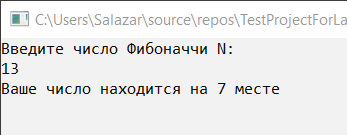 C:\Users\Salazar\source\repos\TestProjectForLa
Введите число Фибоначчи N:
13
Ваше число находится на 7 месте